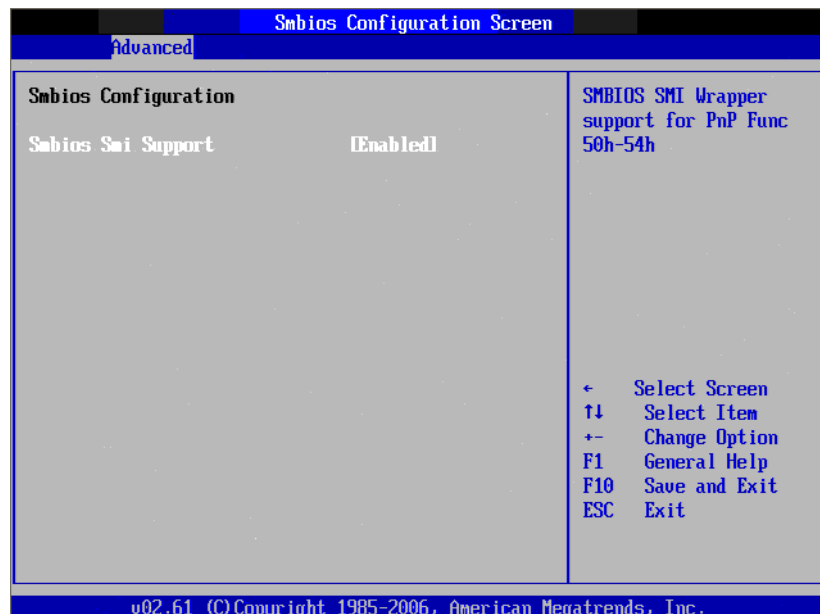 Smbios Configuration Screen
Advanced
Smbios Configuration
Smbios Smi Support [Enabled]
SMBIOS SMI Wrapper
support for PnP Func
50h-54h
← Select Screen
↑↓ Select Item
+- Change Option
F1 General Help
F10 Save and Exit
ESC Exit
v02.61 (C)Copyright 1985-2006, American Megatrends, Inc.